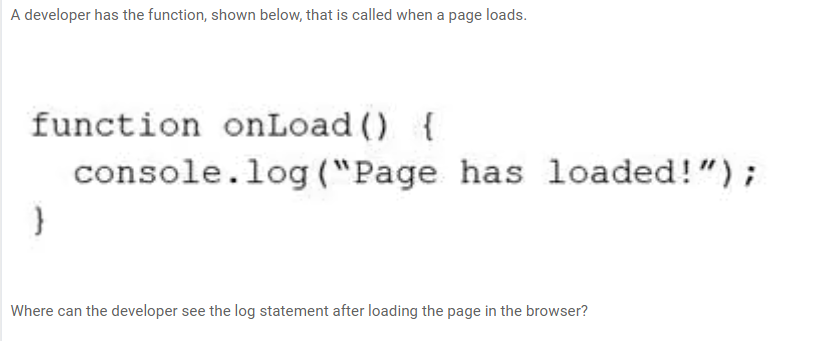 A developer has the function, shown below, that is called when a page loads.
function onLoad() {
  console.log(“Page has loaded!”);
}
Where can the developer see the log statement after loading the page in the browser?